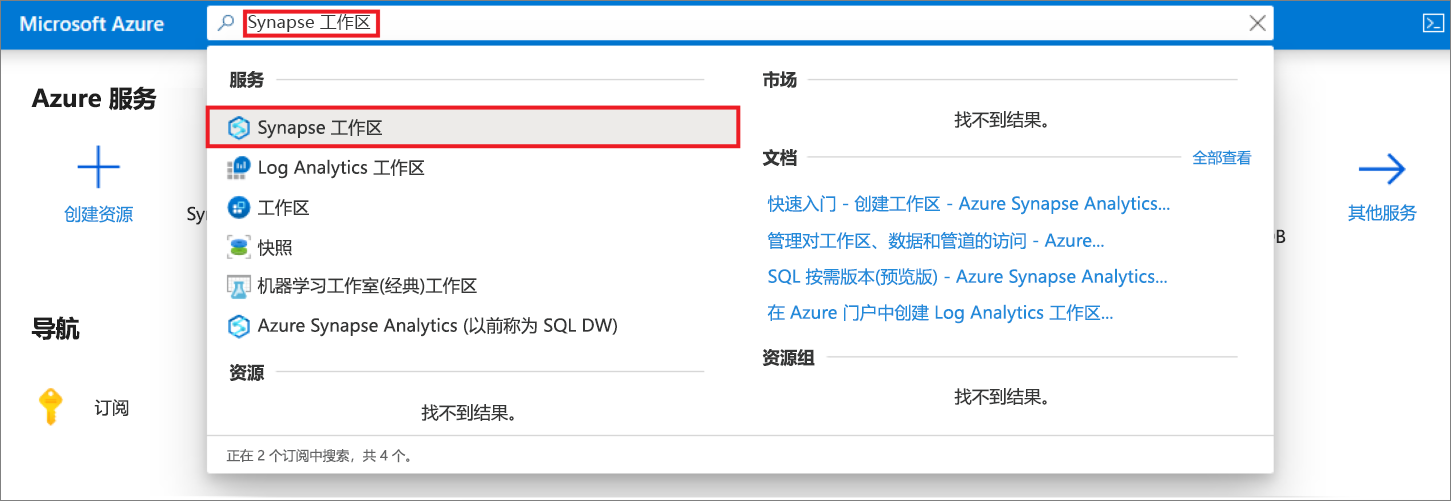 Microsoft Azure
Synapse 工作区
Azure 服务
创建资源
Sy
服务
Synapse 工作区
Log Analytics 工作区
工作区
快照
机器学习工作室(经典)工作区
Azure Synapse Analytics (以前称为 SQL DW)
资源
找不到结果。
市场
找不到结果。
文档
全部查看
快速入门 - 创建工作区 - Azure Synapse Analytics...
管理对工作区、数据和管道的访问 - Azure...
SQL 按需版本(预览版) - Azure Synapse Analytics...
在 Azure 门户中创建 Log Analytics 工作区...
资源组
找不到结果。
正在 2 个订阅中搜索，共 4 个。
其他服务
B
导航
订阅